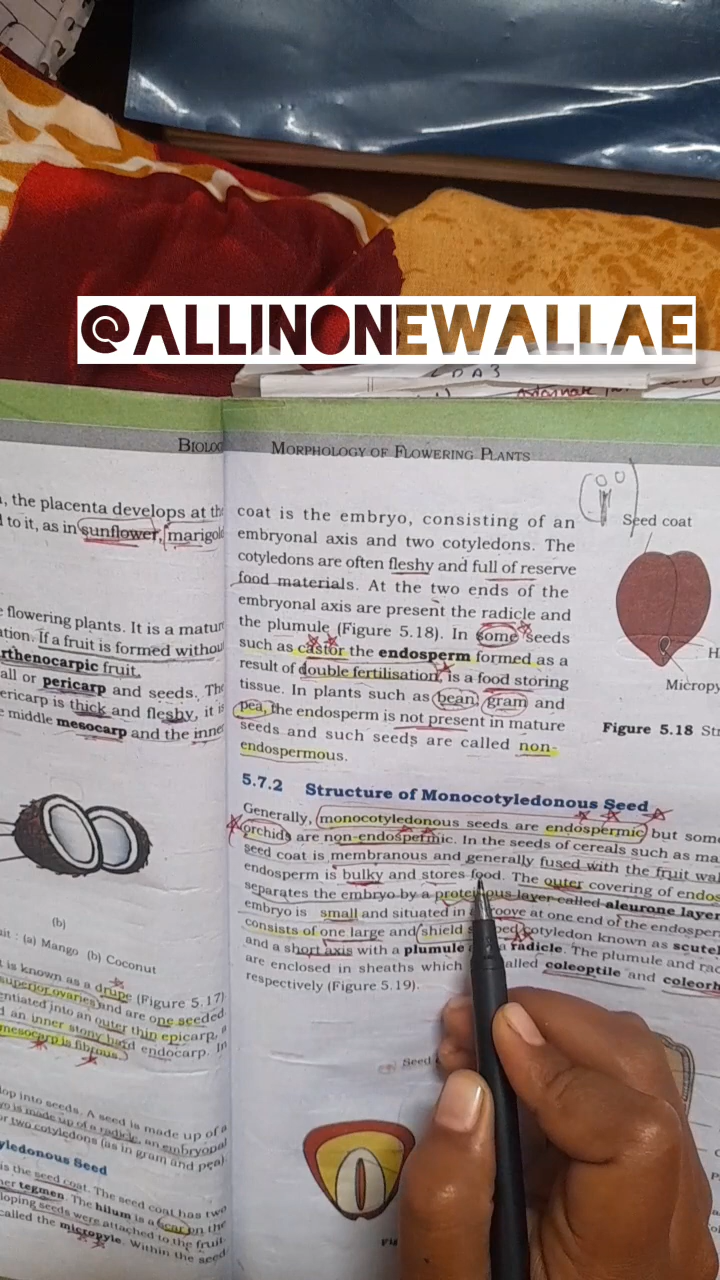 @ALLINONEWALLAE
MORPHOLOGY OF FLOWERING PLANTS
coat is the embryo, consisting of an
embryonal axis and two cotyledons. The
cotyledons are often fleshy and full of reserve
food materials. At the two ends of the
embryonal axis are present the radicle and
the plumule (Figure 5.18). In some seeds
such as castor the endosperm formed as a
result of double fertilisation, is a food storing
tissue. In plants such as bean, gram and
pea, the endosperm is not present in mature
seeds and such seeds are called non-
endospermous.
Seed coat
Figure 5.18
5.7.2 Structure of Monocotyledonous Seed
Generally, monocotyledonous seeds are endospermic but some
orchids are non-endospermic. In the seeds of cereals such as
seed coat is membranous and generally fused with the fruit
endosperm is bulky and stores food. The outer covering of
separates the embryo by a proteinous layer called aleurone layer
embryo is small and situated in a groove at one end of the
consists of one large and shield cotyledon known as
and a short axis with a plumule radicle. The plumule and
are enclosed in sheaths which called coleoptile and
respectively (Figure 5.19).
, the placenta develops at
to it, as in sunflower,
flowering plants. It is a
If a fruit is formed
fruit.
or pericarp and seeds. The
is thick and fleshy, it is
middle mesocarp and the inner
(b)
: (a) Mango (b) Coconut
is known as a drupe (Figure 5.17)
superior ovaries and are one seeded
into an outer thin epicarp, a
an inner stony hard endocarp. In
mesocarp is fibrous.
into seeds. A seed is made up of a
is made up of a radicle, an embryonal
two cotyledons (as in gram and pea).
Seed
is the seed coat. The seed coat has two
tegmen. The hilum is a scar on the
seeds were attached to the fruit.
called the micropyle. Within the seed